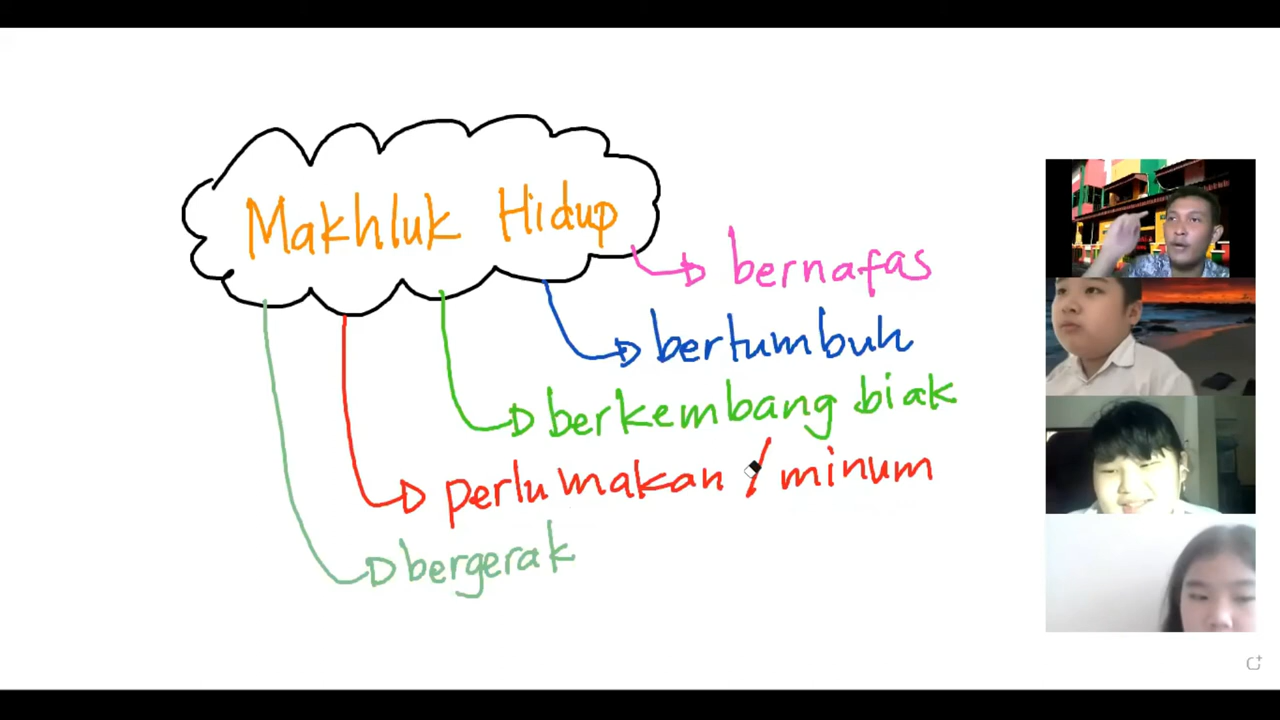 Makhluk Hidup
bernafas
bertumbuh
berkembang biak
perlu makan / minum
bergerak